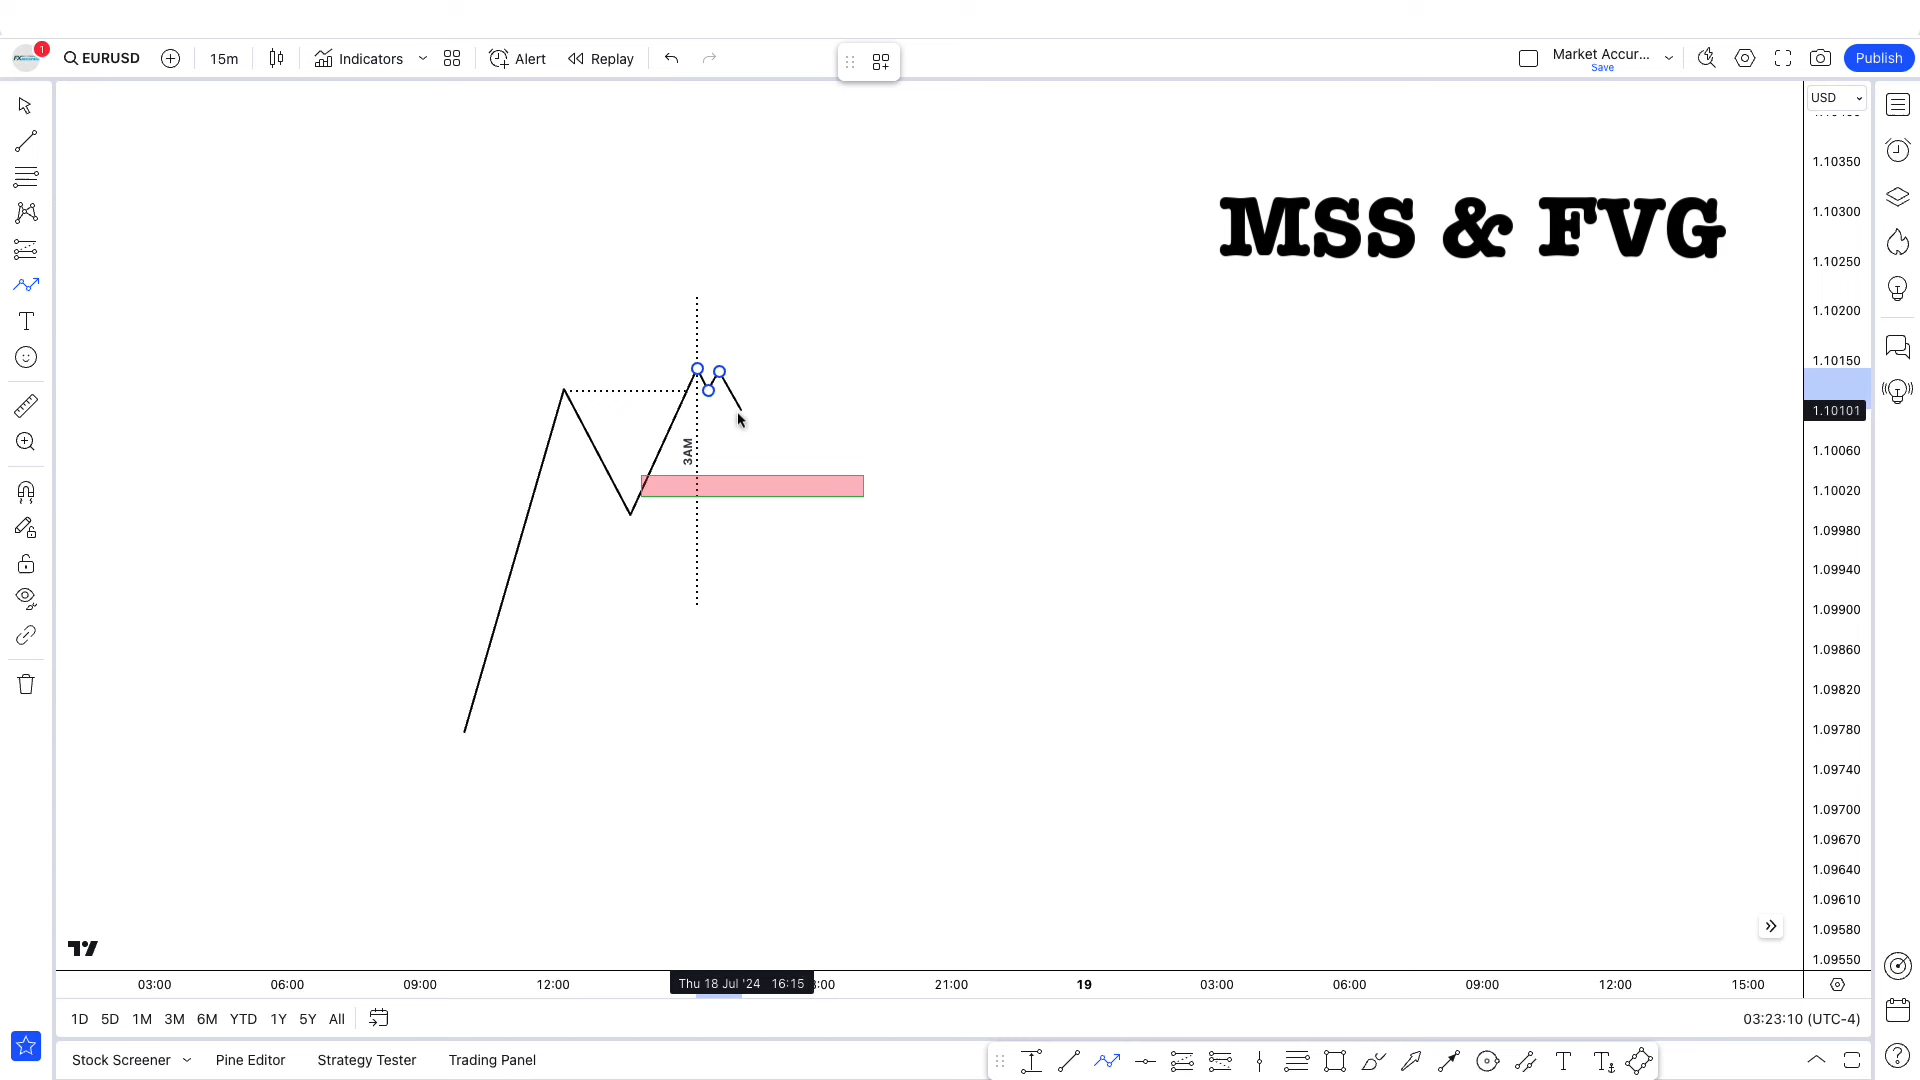 1
EURUSD
15m
Indicators
Alert
Replay
Market Accur...
Save
Publish
USD
1.10350
1.10300
1.10250
1.10200
1.10150
1.10101
1.10060
1.10020
1.09980
1.09940
1.09900
1.09860
1.09820
1.09780
1.09740
1.09700
1.09670
1.09640
1.09610
1.09580
1.09550
MSS & FVG
3AM
03:00
06:00
09:00
12:00
Thu 18 Jul '24 16:15
21:00
19
03:00
06:00
09:00
12:00
15:00
1D 5D 1M 3M 6M YTD 1Y 5Y All
03:23:10 (UTC-4)
Stock Screener
Pine Editor
Strategy Tester
Trading Panel